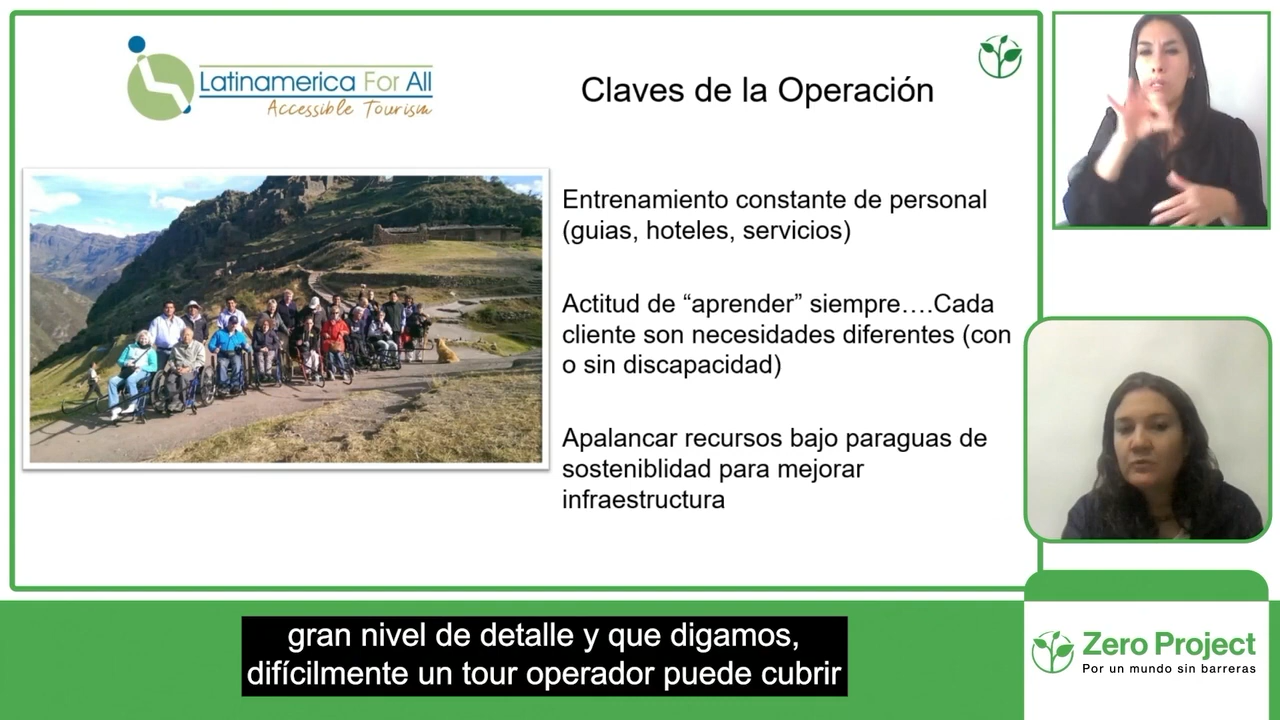 Latinamerica For All
Accessible Tourism
Claves de la Operación
Entrenamiento constante de personal
(guias, hoteles, servicios)
Actitud de “aprender” siempre….Cada
cliente son necesidades diferentes (con
o sin discapacidad)
Apalancar recursos bajo paraguas de
sosteniblidad para mejorar
infraestructura
gran nivel de detalle y que digamos,
difícilmente un tour operador puede cubrir
Zero Project
Por un mundo sin barreras